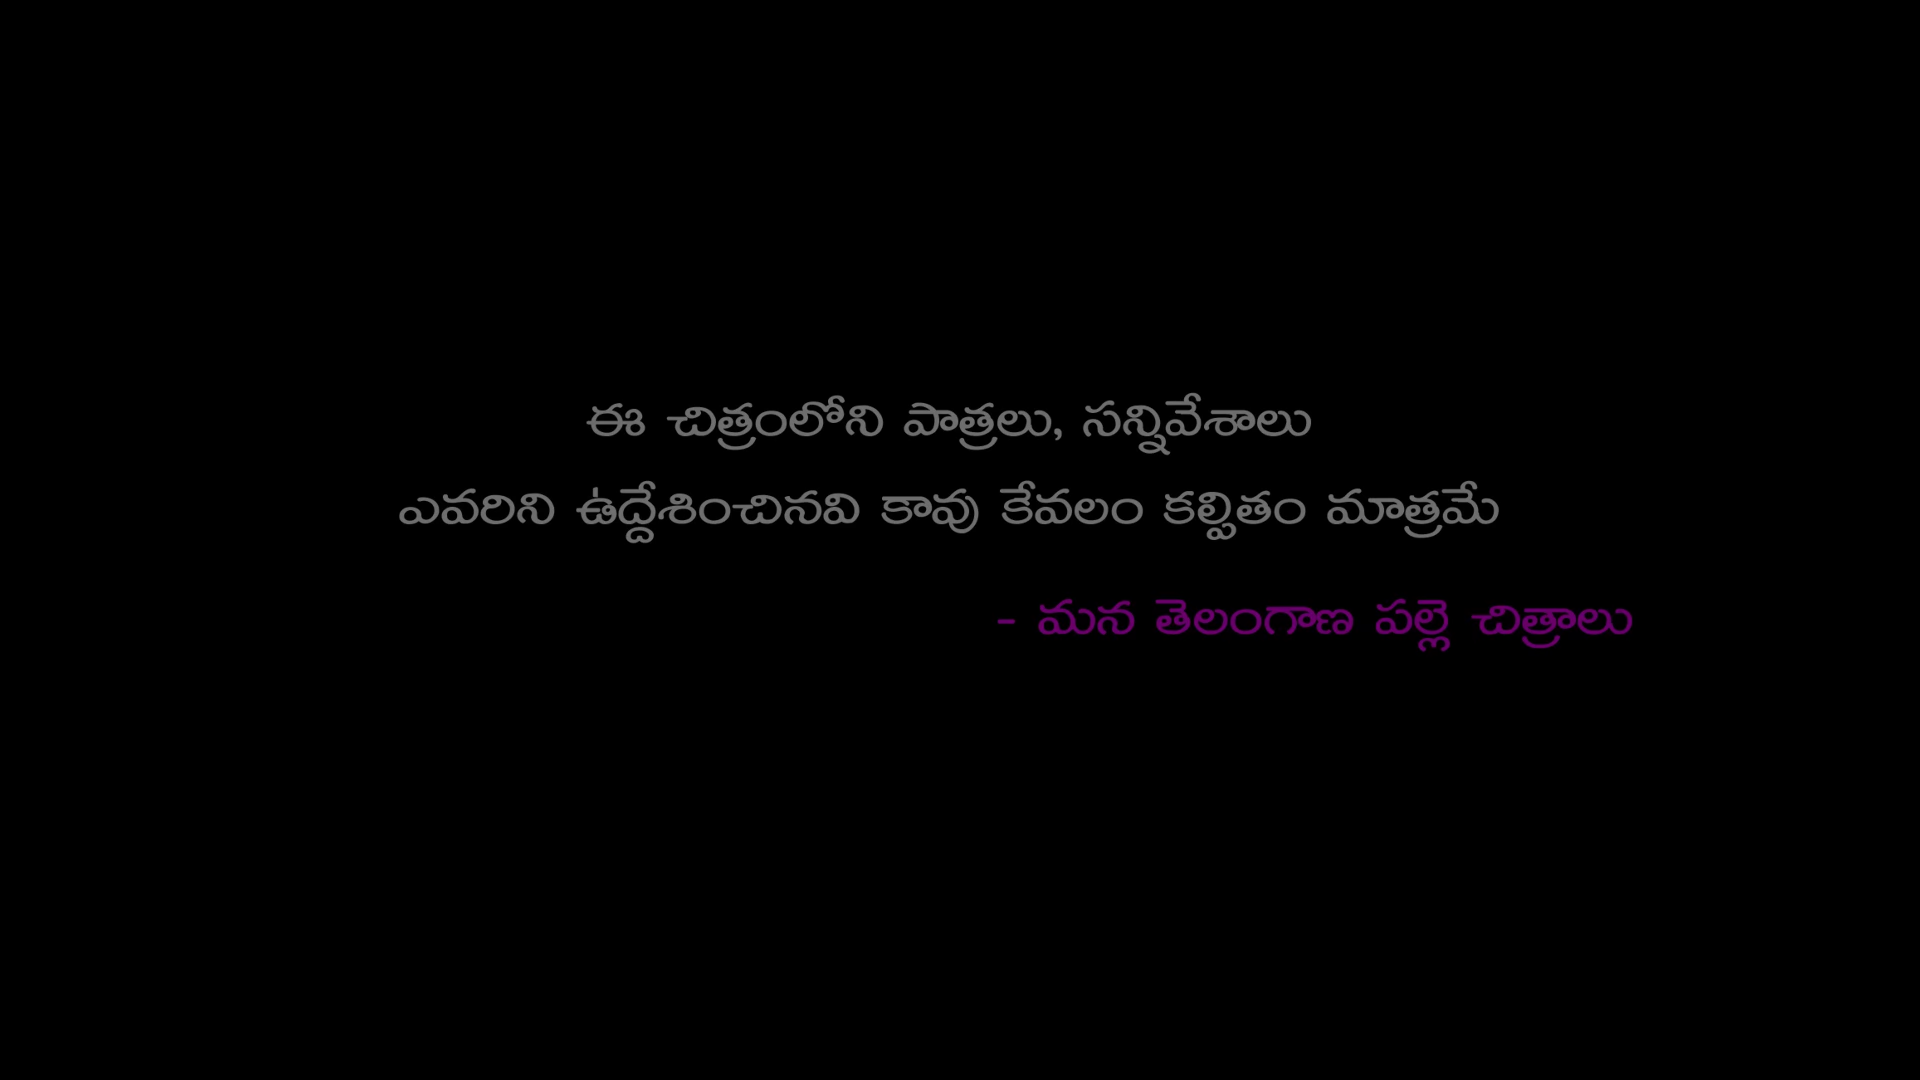 ఈ చిత్రంలోని పాత్రలు, సన్నివేశాలు
ఎవరిని ఉద్దేశించినవి కావు కేవలం కల్పితం మాత్రమే
- మన తెలంగాణ పల్లె చిత్రాలు